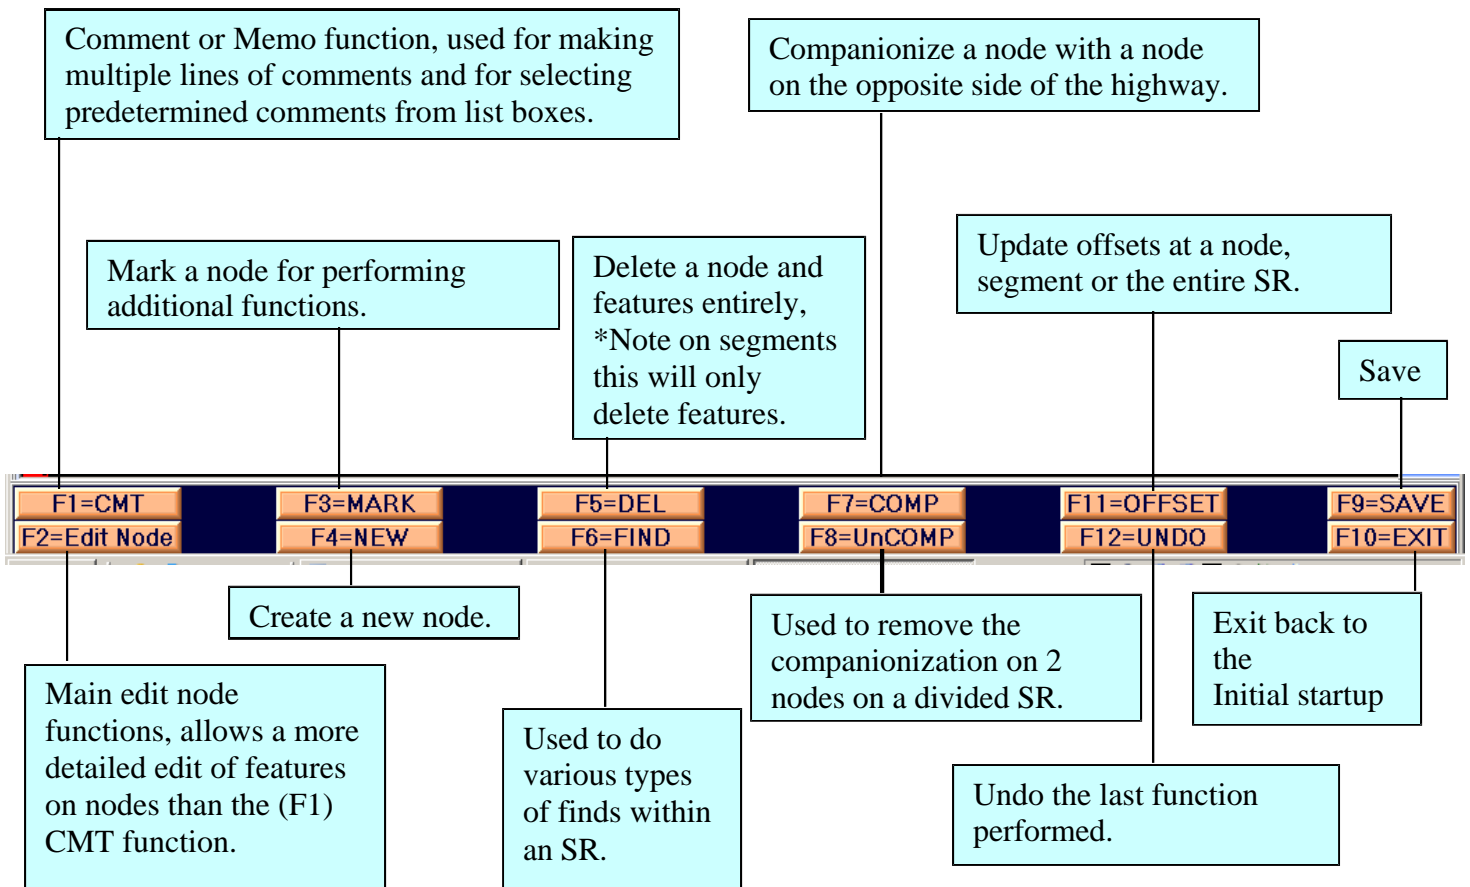 Comment or Memo function, used for making
multiple lines of comments and for selecting
predetermined comments from list boxes.
Companionize a node with a node
on the opposite side of the highway.
Mark a node for performing
additional functions.
Delete a node and
features entirely,
*Note on segments
this will only
delete features.
Update offsets at a node,
segment or the entire SR.
Save
F1=CMT
F3=MARK
F5=DEL
F7=COMP
F11=OFFSET
F9=SAVE
F2=Edit Node
F4=NEW
F6=FIND
F8=UnCOMP
F12=UNDO
F10=EXIT
Create a new node.
Used to remove the
companionization on 2
nodes on a divided SR.
Exit back to
the
Initial startup
Main edit node
functions, allows a more
detailed edit of features
on nodes than the (F1)
CMT function.
Used to do
various types
of finds within
an SR.
Undo the last function
performed.